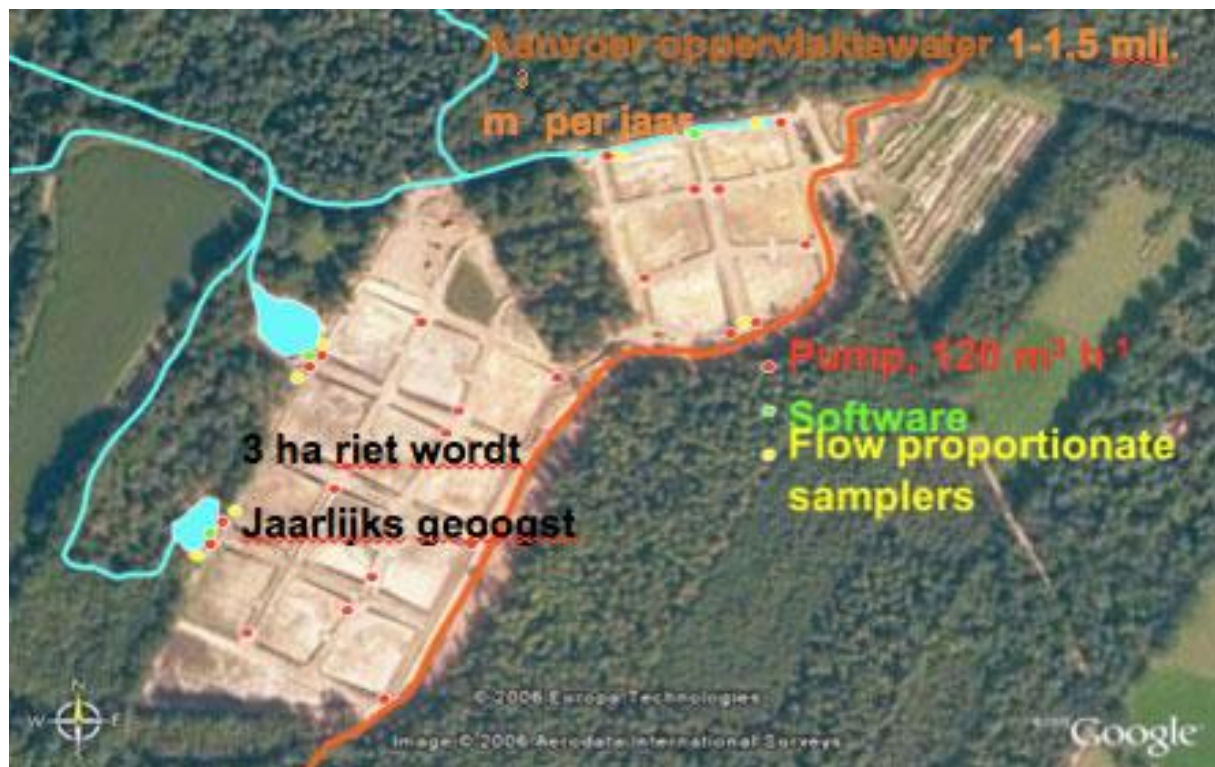 Aanvoer oppervlaktewater 1-1.5 mlj.
3
m per jaar
Pump, 120 m³ h⁻¹
Software
Flow proportionate
samplers
3 ha riet wordt
Jaarlijks geoogst
N
W E
© 2006 Europa Technologies
Image © 2006 Aerodata International Surveys
Google